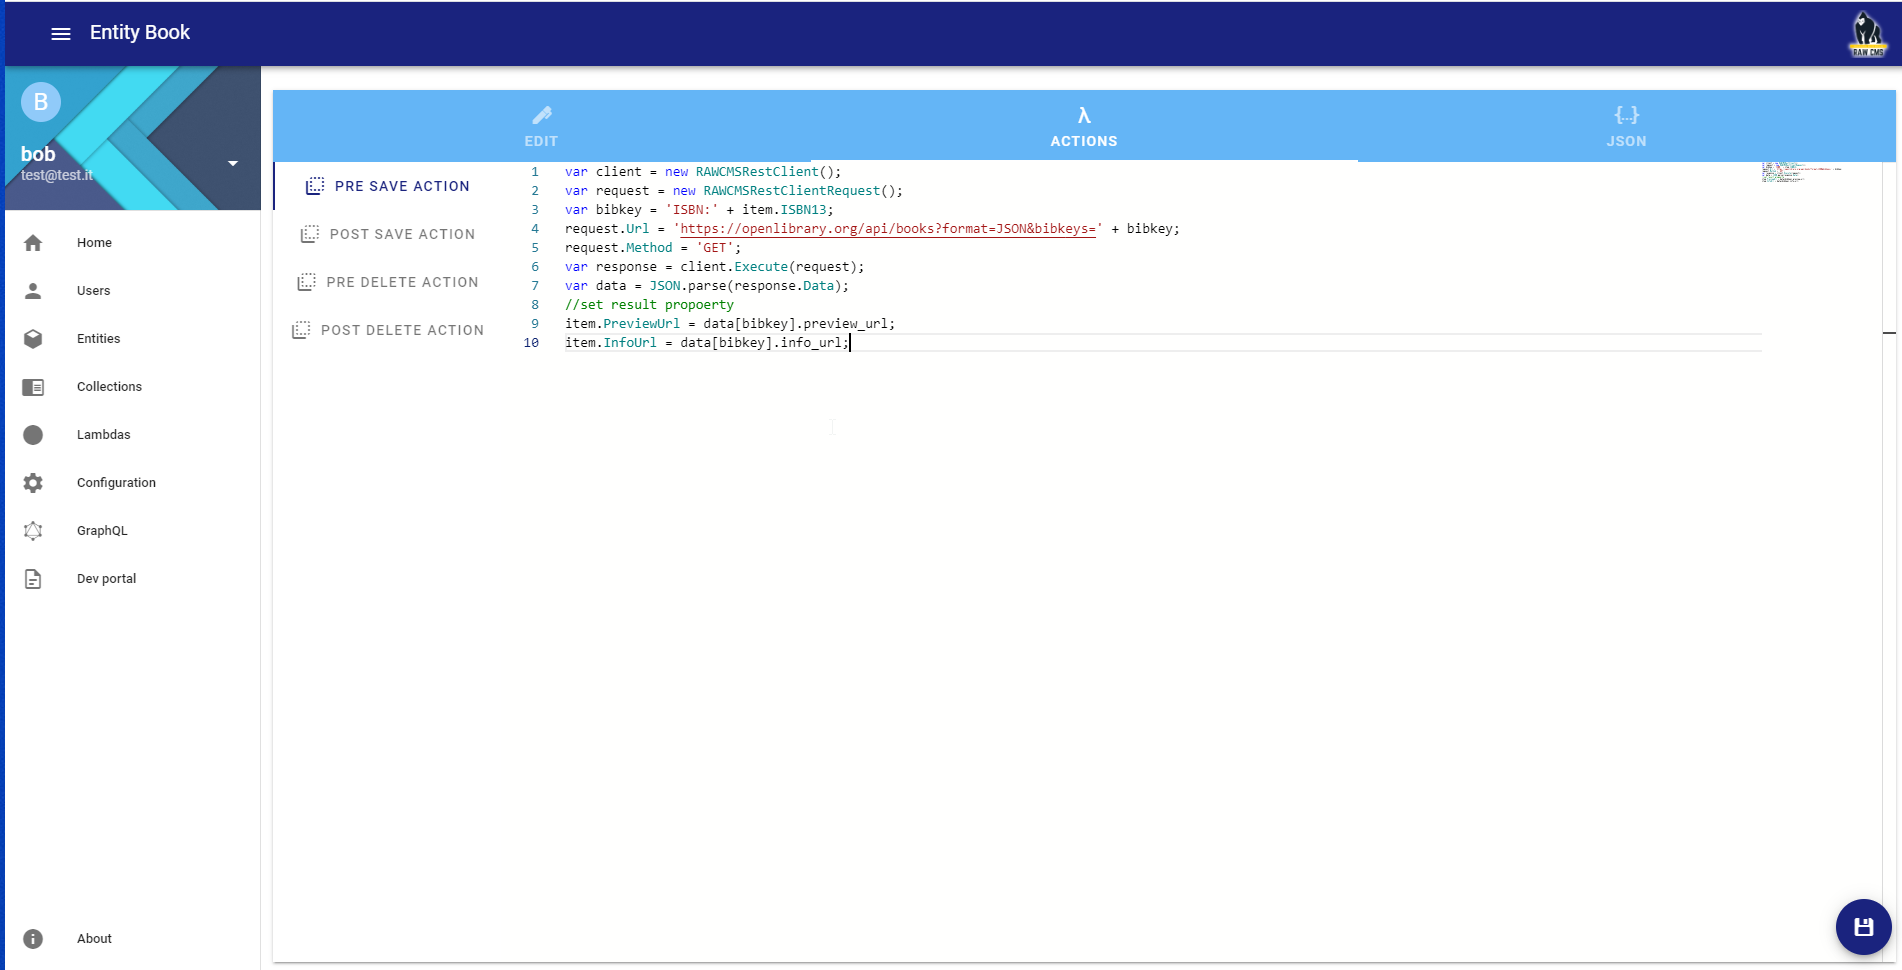 Entity Book
RAW CMS
B
bob
test@test.it
Home
Users
Entities
Collections
Lambdas
Configuration
GraphQL
Dev portal
About
EDIT
λ
ACTIONS
{...}
JSON
PRE SAVE ACTION
POST SAVE ACTION
PRE DELETE ACTION
POST DELETE ACTION
1 var client = new RAWCMSRestClient();
2 var request = new RAWCMSRestClientRequest();
3 var bibkey = 'ISBN:' + item.ISBN13;
4 request.Url = 'https://openlibrary.org/api/books?format=JSON&bibkeys=' + bibkey;
5 request.Method = 'GET';
6 var response = client.Execute(request);
7 var data = JSON.parse(response.Data);
8 //set result propoerty
9 item.PreviewUrl = data[bibkey].preview_url;
10 item.InfoUrl = data[bibkey].info_url;